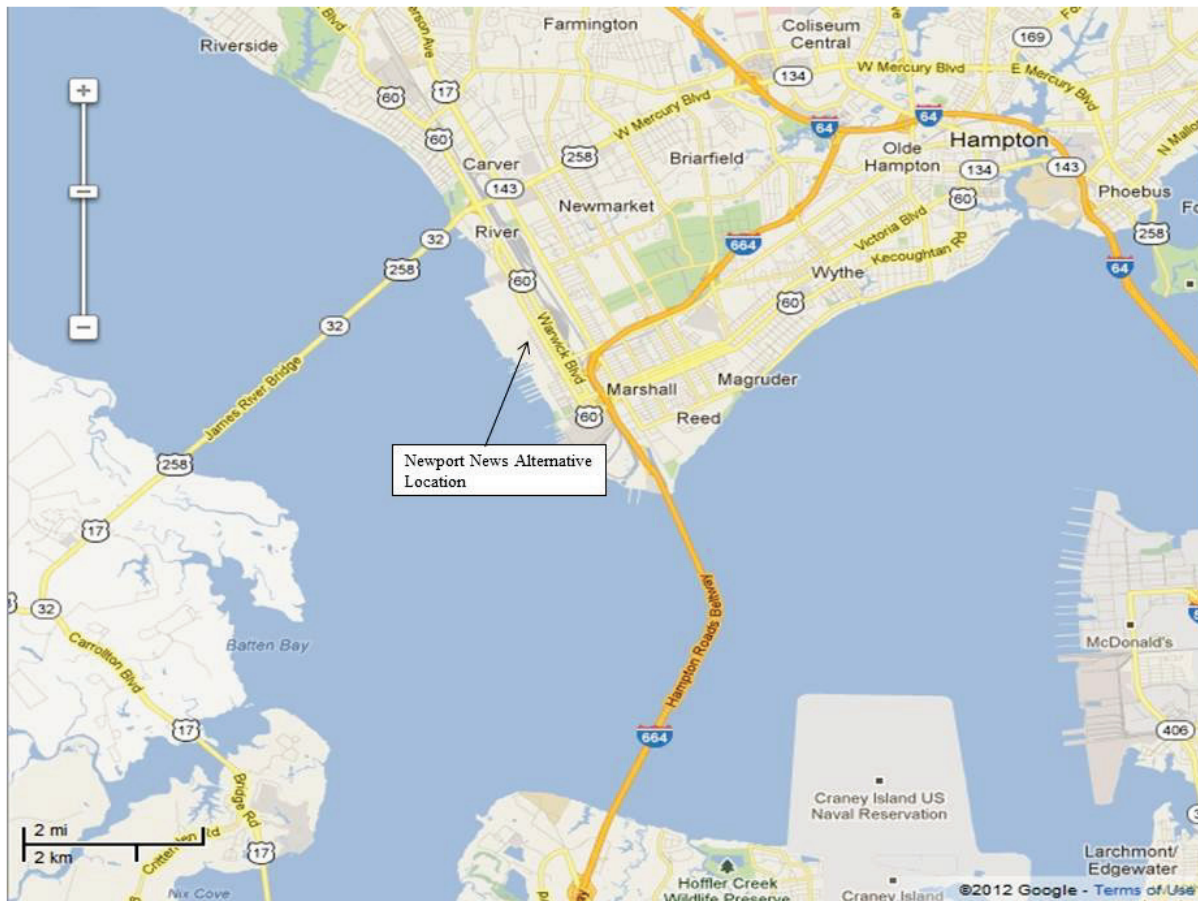 Riverside
Farmington
Coliseum
Central
169
134
W Mercury Blvd
E Mercury Blvd
60
17
60
W Mercury Blvd
258
64
64
Hampton
Olde
Hampton
134
143
N Mallo
Carver
143
Briarfield
Phoebus
60
258
Newmarket
32
River
664
Victoria Blvd
Kecoughtan Rd
64
258
60
Wythe
60
32
Warwick Blvd
James River Bridge
Marshall
Magruder
60
Reed
Newport News Alternative
Location
258
17
Hampton Roads Beltway
32
Batten Bay
McDonald's
Carrollton Blvd
17
664
406
Bridge Rd
Craney Island US
Naval Reservation
2 mi
2 km
17
Nix Cove
Hoffler Creek
Wildlife Preserve
Craney Island
Larchmont/
Edgewater
©2012 Google - Terms of Use